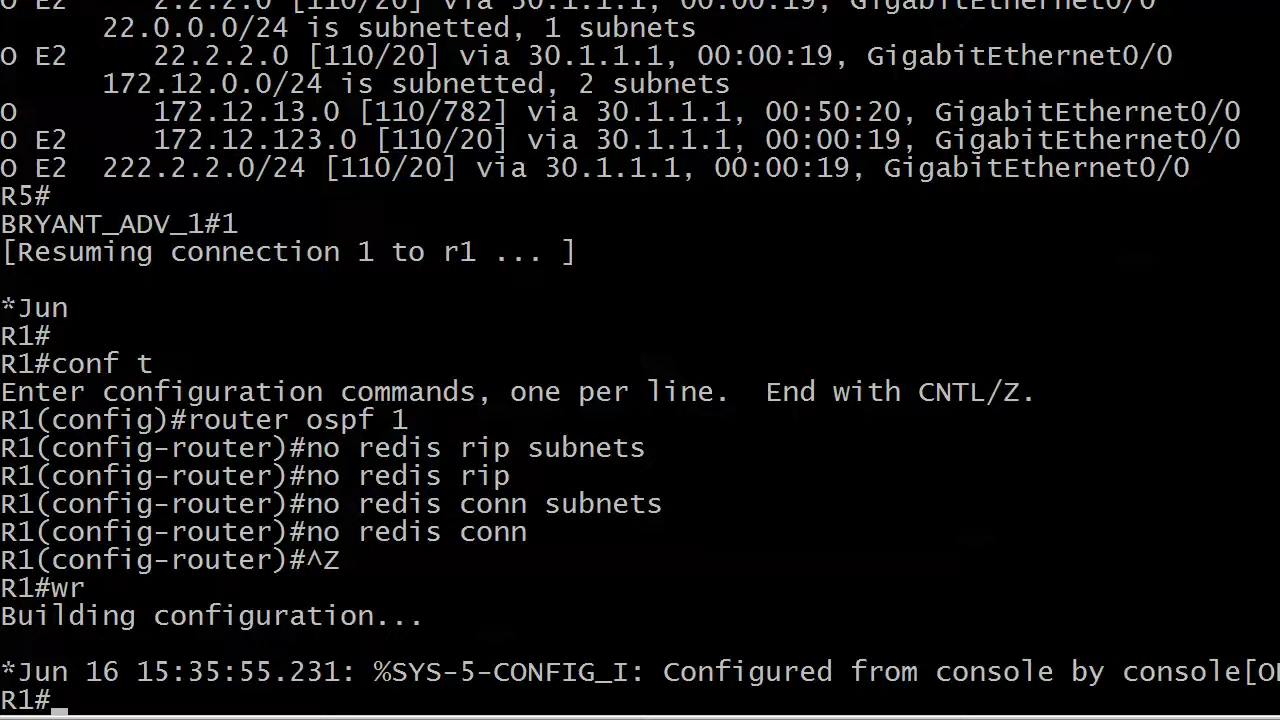 O E2     2.2.2.0 [110/20] via 30.1.1.1, 00:00:19, GigabitEthernet0/0
      22.0.0.0/24 is subnetted, 1 subnets
O E2     22.2.2.0 [110/20] via 30.1.1.1, 00:00:19, GigabitEthernet0/0
      172.12.0.0/24 is subnetted, 2 subnets
O        172.12.13.0 [110/782] via 30.1.1.1, 00:50:20, GigabitEthernet0/0
O E2     172.12.123.0 [110/20] via 30.1.1.1, 00:00:19, GigabitEthernet0/0
O E2  222.2.2.0/24 [110/20] via 30.1.1.1, 00:00:19, GigabitEthernet0/0
R5#
BRYANT_ADV_1#1
[Resuming connection 1 to r1 ... ]
*Jun
R1#
R1#conf t
Enter configuration commands, one per line.  End with CNTL/Z.
R1(config)#router ospf 1
R1(config-router)#no redis rip subnets
R1(config-router)#no redis rip
R1(config-router)#no redis conn subnets
R1(config-router)#no redis conn
R1(config-router)#^Z
R1#wr
Building configuration...
*Jun 16 15:35:55.231: %SYS-5-CONFIG_I: Configured from console by console[O
R1#